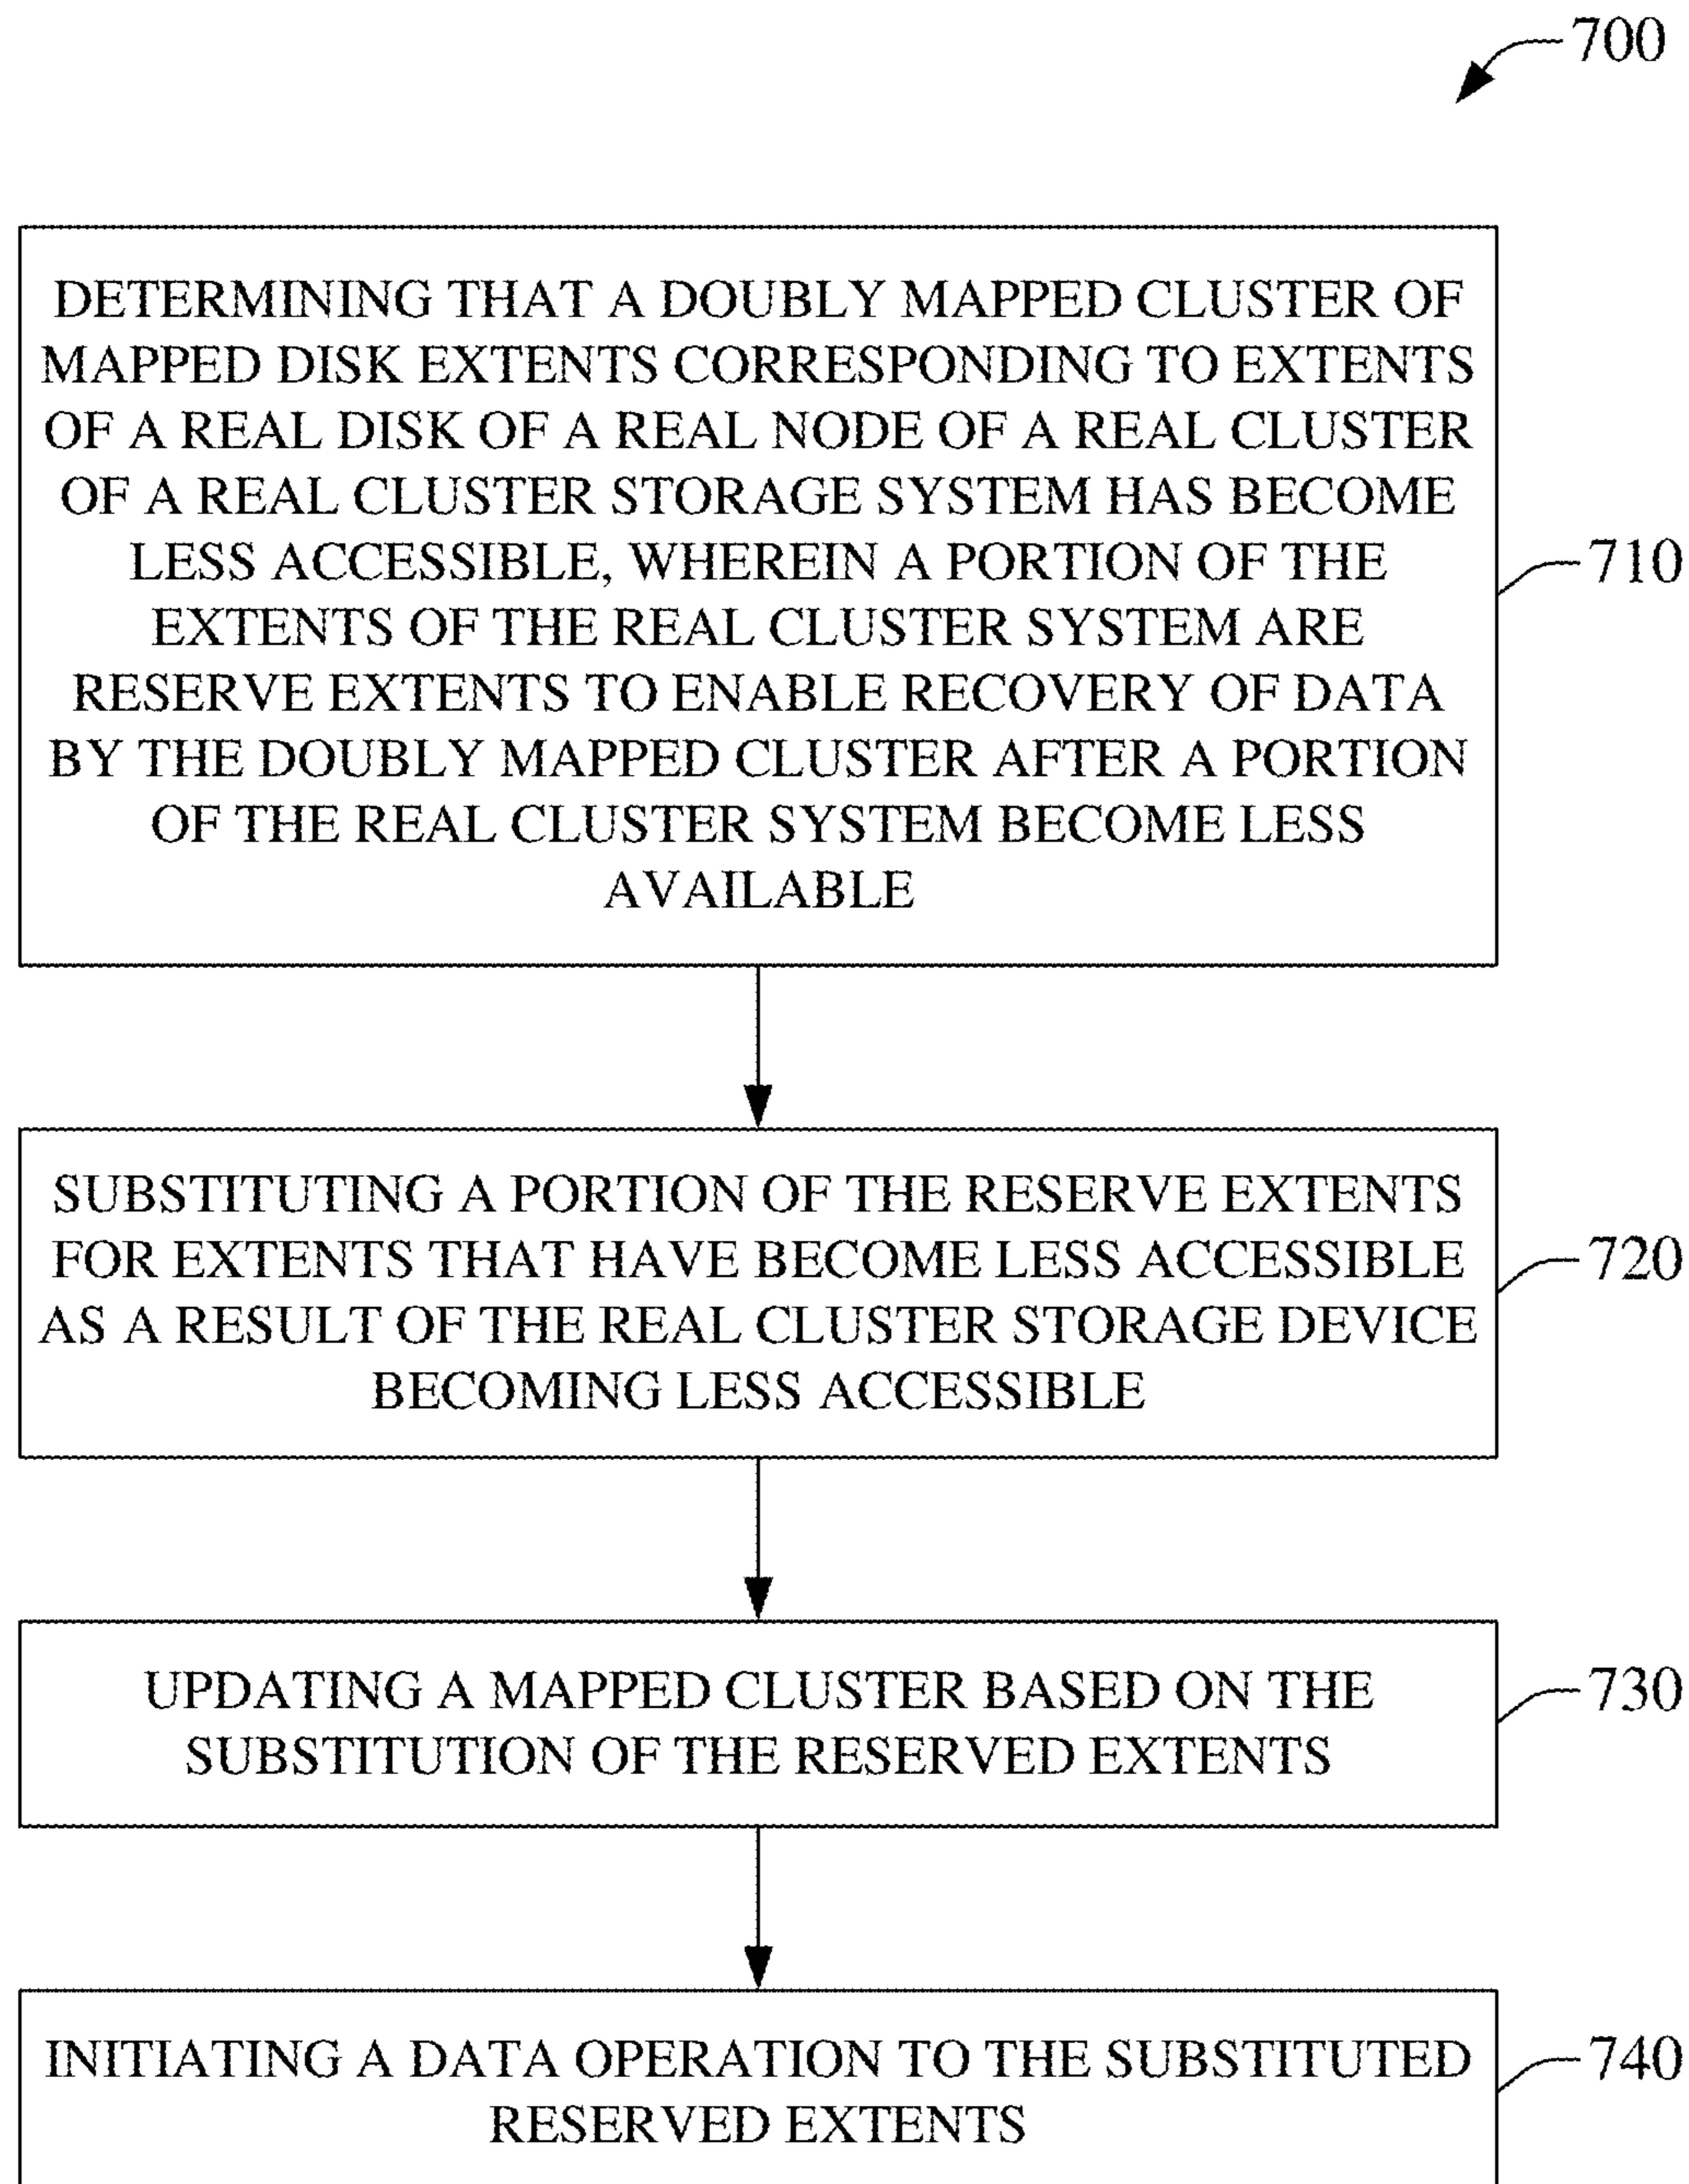 700
DETERMINING THAT A DOUBLY MAPPED CLUSTER OF
MAPPED DISK EXTENTS CORRESPONDING TO EXTENTS
OF A REAL DISK OF A REAL NODE OF A REAL CLUSTER
OF A REAL CLUSTER STORAGE SYSTEM HAS BECOME
LESS ACCESSIBLE, WHEREIN A PORTION OF THE
EXTENTS OF THE REAL CLUSTER SYSTEM ARE
RESERVE EXTENTS TO ENABLE RECOVERY OF DATA
BY THE DOUBLY MAPPED CLUSTER AFTER A PORTION
OF THE REAL CLUSTER SYSTEM BECOME LESS
AVAILABLE
710
SUBSTITUTING A PORTION OF THE RESERVE EXTENTS
FOR EXTENTS THAT HAVE BECOME LESS ACCESSIBLE
AS A RESULT OF THE REAL CLUSTER STORAGE DEVICE
BECOMING LESS ACCESSIBLE
720
UPDATING A MAPPED CLUSTER BASED ON THE
SUBSTITUTION OF THE RESERVED EXTENTS
730
INITIATING A DATA OPERATION TO THE SUBSTITUTED
RESERVED EXTENTS
740